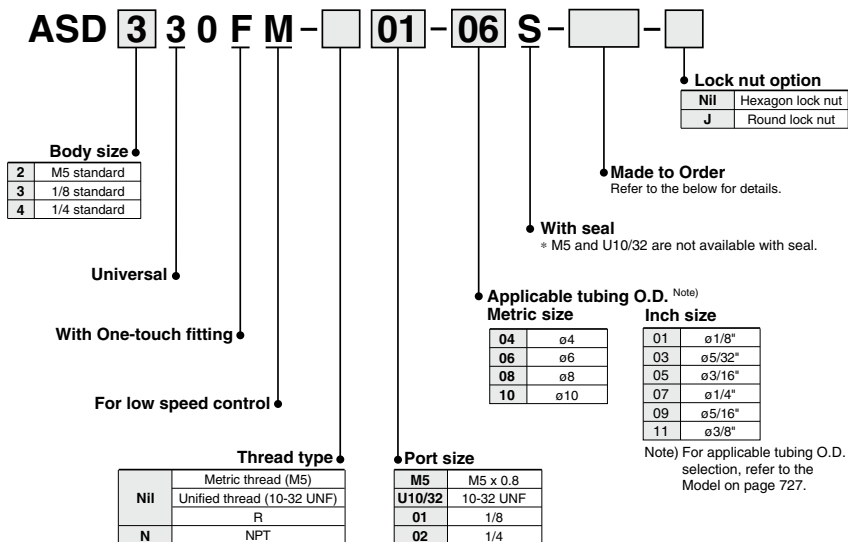 ASD 3 3 0 F M – 01 – 06 S – –
Lock nut option
Nil Hexagon lock nut
J Round lock nut
Body size
2 M5 standard
3 1/8 standard
4 1/4 standard
Made to Order
Refer to the below for details.
With seal
* M5 and U10/32 are not available with seal.
Universal
Applicable tubing O.D. Note)
Metric size
04 ø4
06 ø6
08 ø8
10 ø10
Inch size
01 ø1/8"
03 ø5/32"
05 ø3/16"
07 ø1/4"
09 ø5/16"
11 ø3/8"
Note) For applicable tubing O.D.
selection, refer to the
Model on page 727.
With One-touch fitting
For low speed control
Thread type
Nil Metric thread (M5)
Unified thread (10-32 UNF)
R
N NPT
Port size
M5 M5 x 0.8
U10/32 10-32 UNF
01 1/8
02 1/4